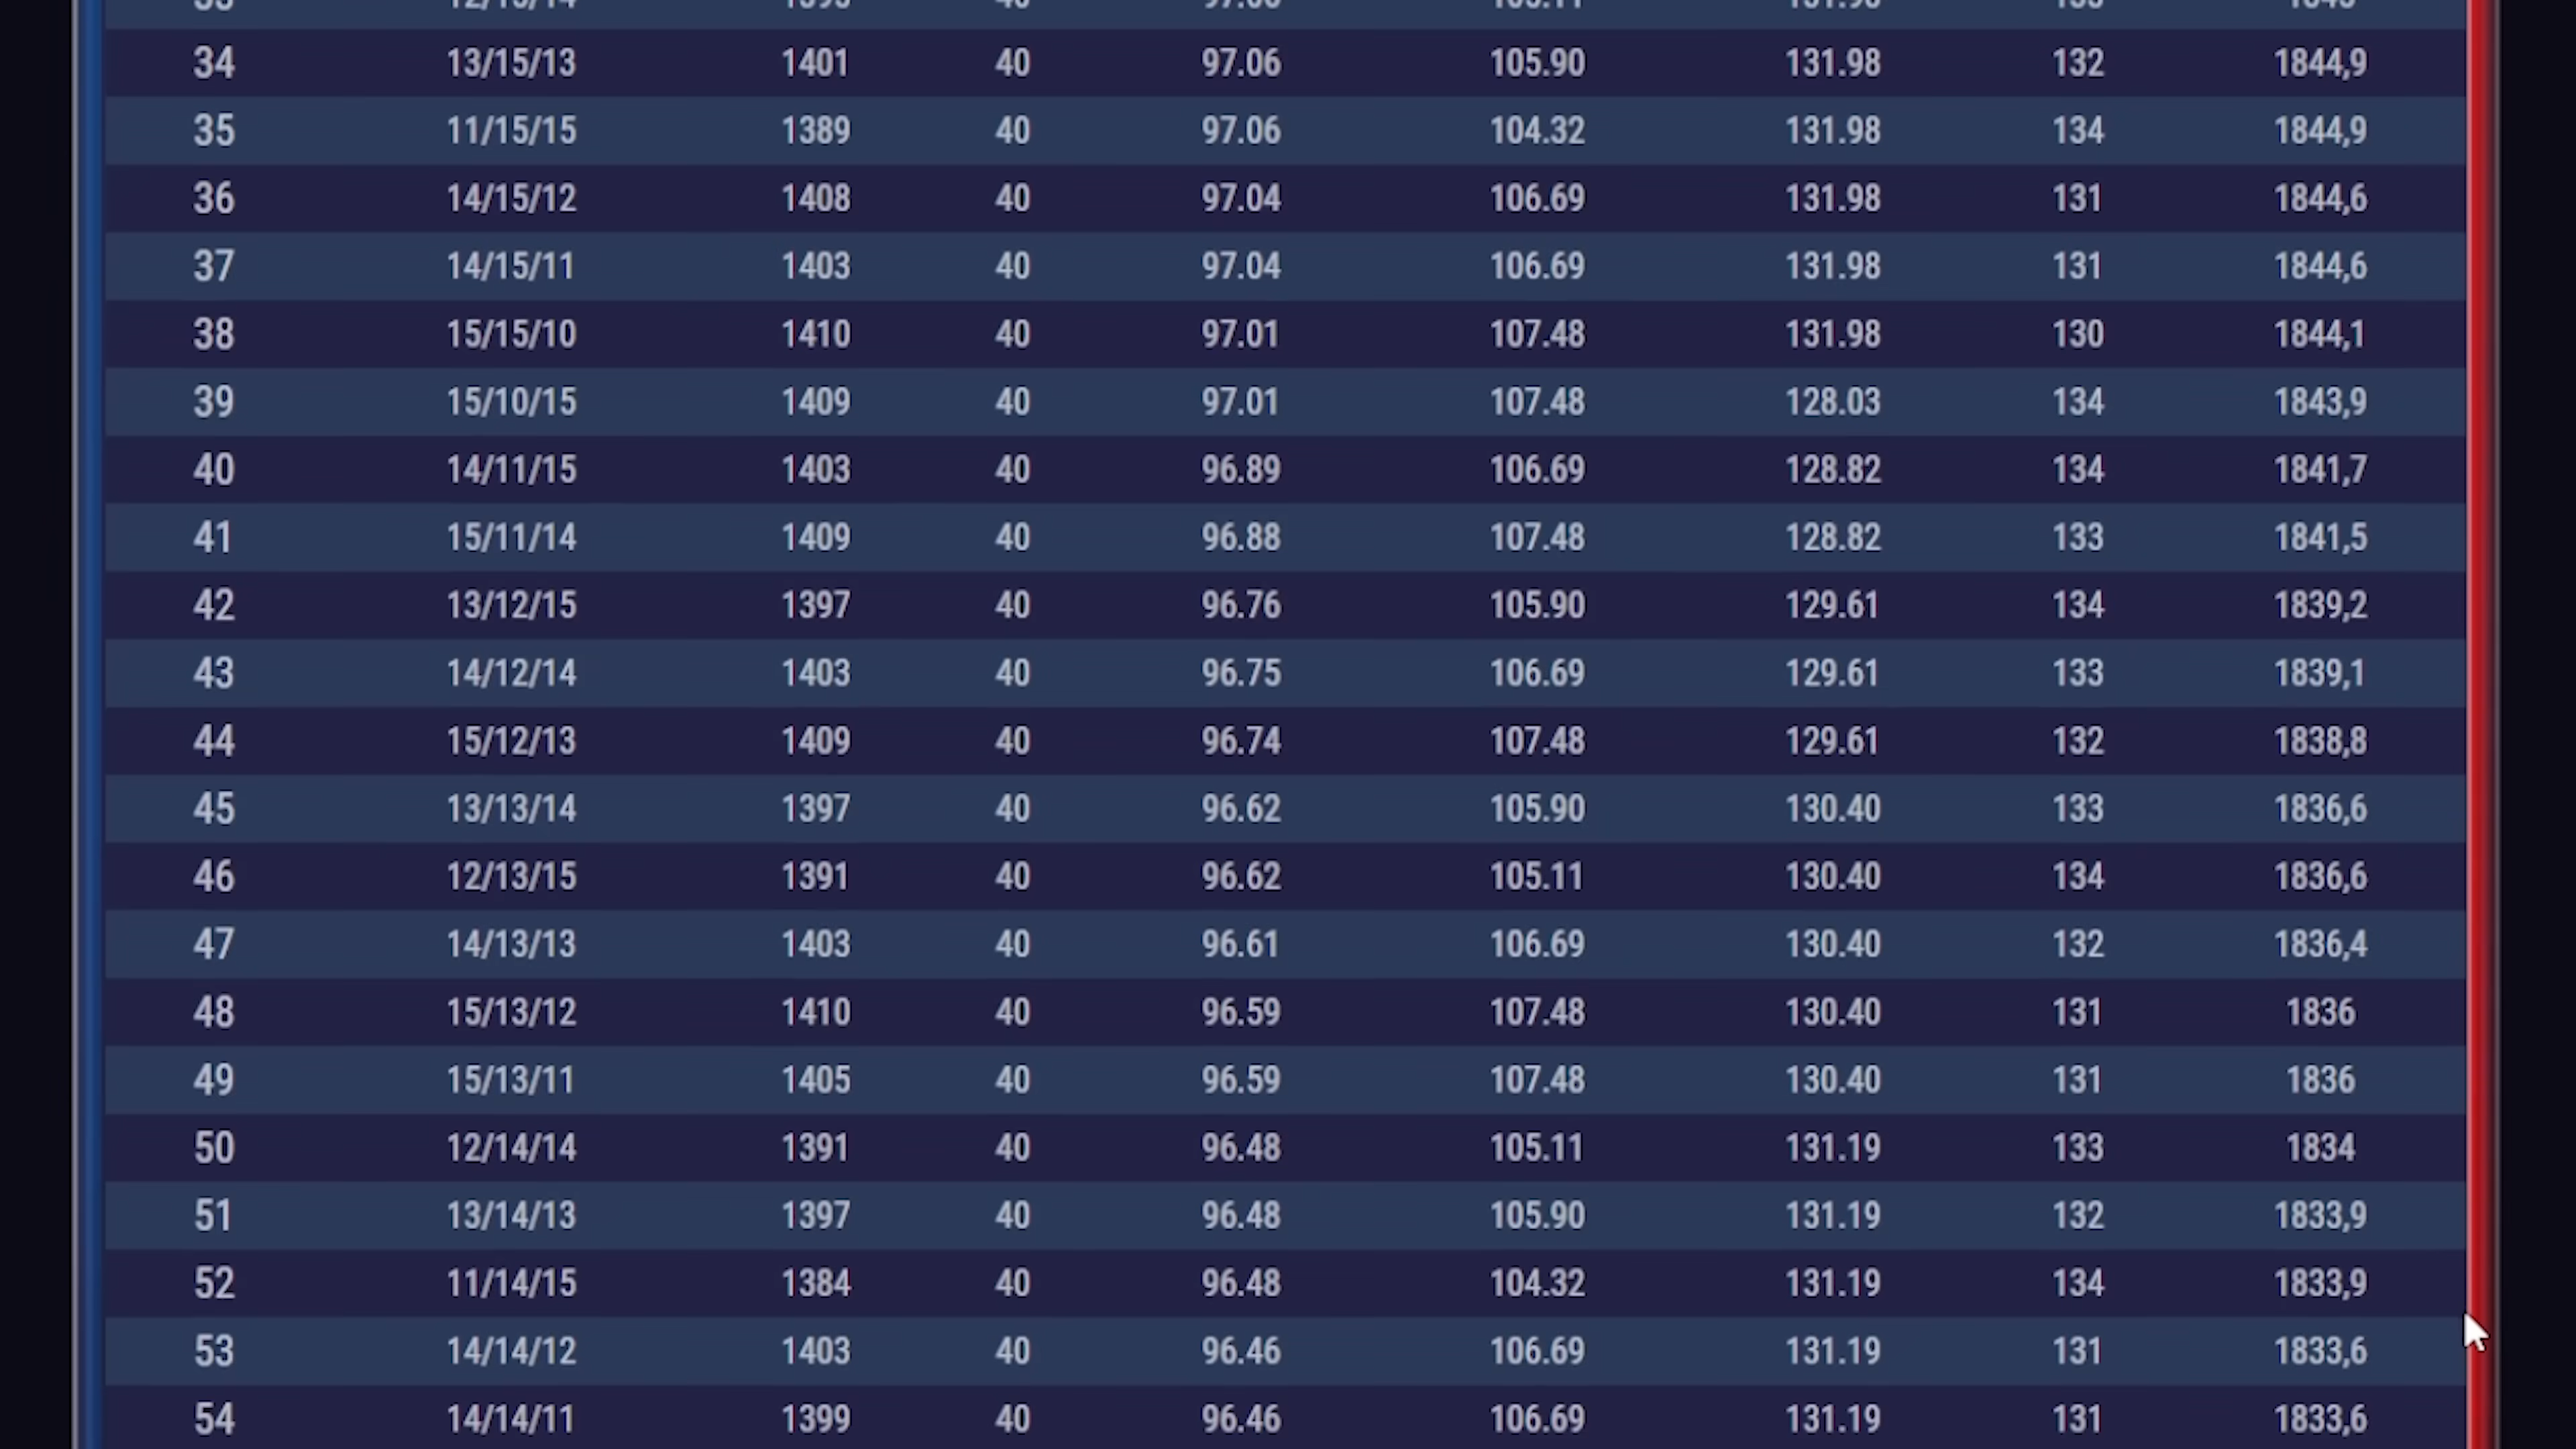 34 13/15/13 1401 40 97.06 105.90 131.98 132 1844,9
35 11/15/15 1389 40 97.06 104.32 131.98 134 1844,9
36 14/15/12 1408 40 97.04 106.69 131.98 131 1844,6
37 14/15/11 1403 40 97.04 106.69 131.98 131 1844,6
38 15/15/10 1410 40 97.01 107.48 131.98 130 1844,1
39 15/10/15 1409 40 97.01 107.48 128.03 134 1843,9
40 14/11/15 1403 40 96.89 106.69 128.82 134 1841,7
41 15/11/14 1409 40 96.88 107.48 128.82 133 1841,5
42 13/12/15 1397 40 96.76 105.90 129.61 134 1839,2
43 14/12/14 1403 40 96.75 106.69 129.61 133 1839,1
44 15/12/13 1409 40 96.74 107.48 129.61 132 1838,8
45 13/13/14 1397 40 96.62 105.90 130.40 133 1836,6
46 12/13/15 1391 40 96.62 105.11 130.40 134 1836,6
47 14/13/13 1403 40 96.61 106.69 130.40 132 1836,4
48 15/13/12 1410 40 96.59 107.48 130.40 131 1836
49 15/13/11 1405 40 96.59 107.48 130.40 131 1836
50 12/14/14 1391 40 96.48 105.11 131.19 133 1834
51 13/14/13 1397 40 96.48 105.90 131.19 132 1833,9
52 11/14/15 1384 40 96.48 104.32 131.19 134 1833,9
53 14/14/12 1403 40 96.46 106.69 131.19 131 1833,6
54 14/14/11 1399 40 96.46 106.69 131.19 131 1833,6